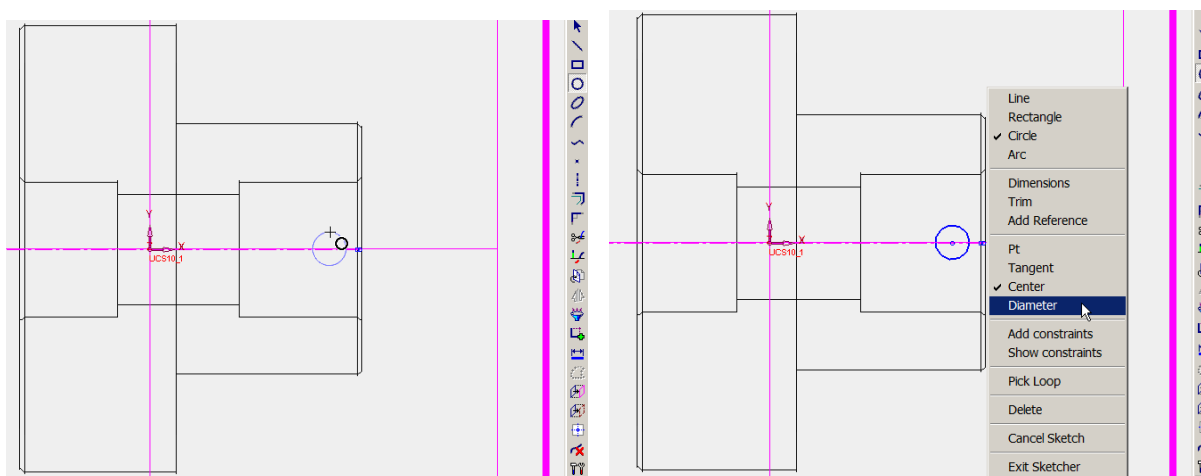 Y
X
UCS10_1
Y
X
UCS10_1
Line
Rectangle
Circle
Arc
Dimensions
Trim
Add Reference
Pt
Tangent
Center
Diameter
Add constraints
Show constraints
Pick Loop
Delete
Cancel Sketch
Exit Sketcher